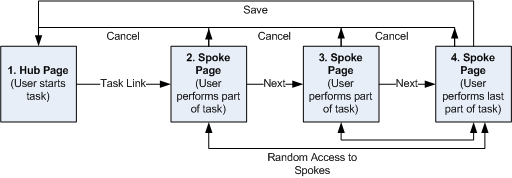 Save
Cancel
Cancel
Cancel
1. Hub Page
(User starts
task)
Task Link
2. Spoke
Page
(User
performs part
of task)
Next
3. Spoke
Page
(User
performs part
of task)
Next
4. Spoke
Page
(User
performs last
part of task)
Random Access to
Spokes